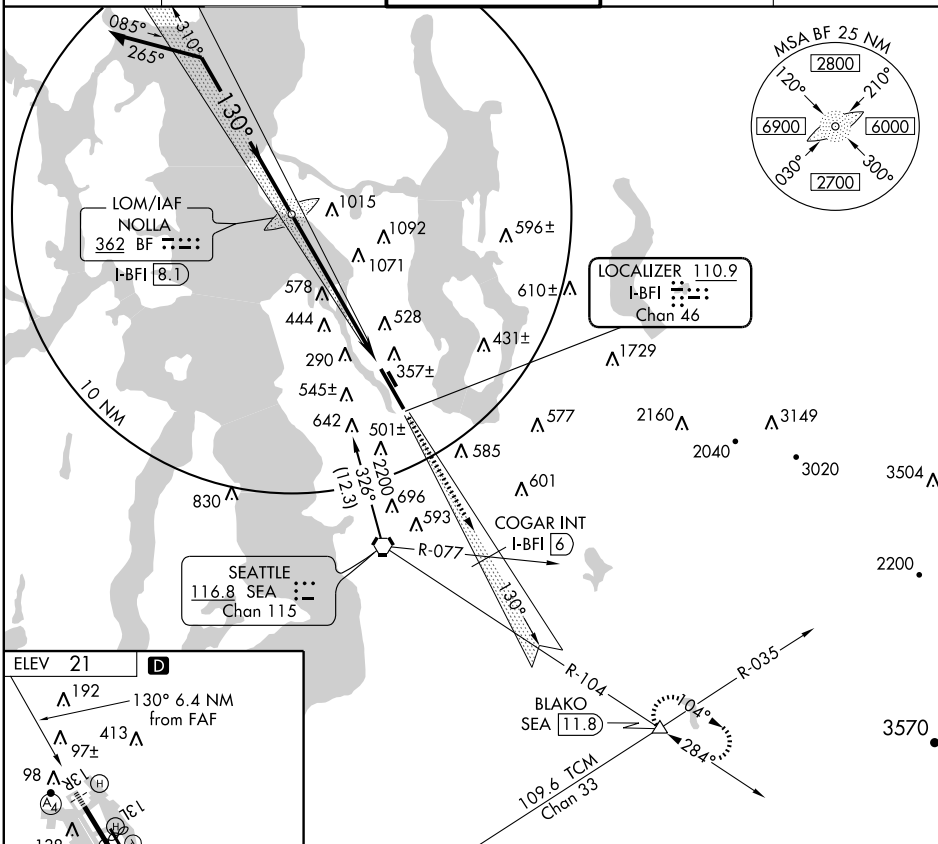 085°
265°
310°
130°
MSA BF 25 NM
2800
120°
210°
6900
6000
030°
300°
2700
LOM/IAF
NOLLA
362 BF
I-BFI 8.1
1015
1092
1071
596±
610±
578
444
528
290
357±
431±
545±
642
501±
LOCALIZER 110.9
I-BFI
Chan 46
1729
577
2160
3149
2040
3020
585
3504
10 NM
2200
326°
(12.3)
830
696
601
593
COGAR INT
I-BFI 6
R-077
SEATTLE
116.8 SEA
Chan 115
2200
130°
R-104
R-035
BLAKO
SEA 11.8
104°
284°
3570
109.6 TCM
Chan 33
ELEV 21
D
192
130° 6.4 NM
from FAF
413
97±
98
13R
H
A4
13L
H